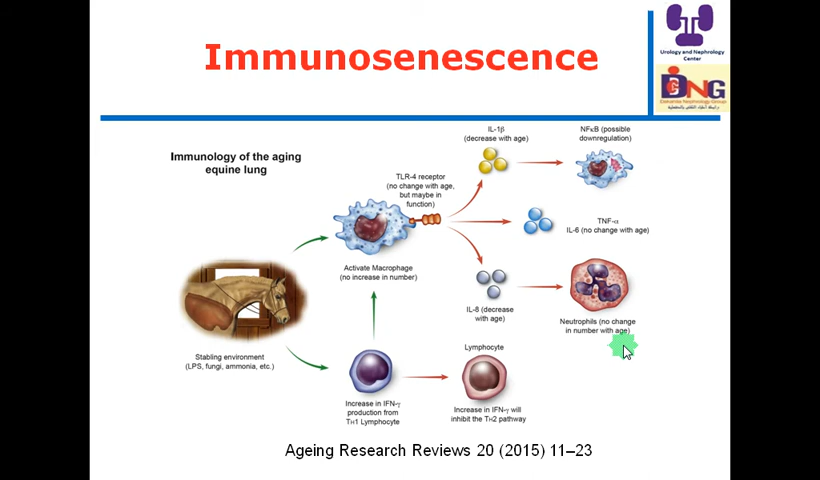 Immunosenescence
Urology and Nephrology
Center
Dakahlia Nephrology Group
Immunology of the aging
equine lung
IL-1β
(decrease with age)
NFκB (possible
downregulation)
TLR-4 receptor
(no change with age,
but maybe in
function)
TNF-α
IL-6 (no change with age)
Activate Macrophage
(no increase in number)
IL-8 (decrease
with age)
Neutrophils (no change
in number with age)
Stabling environment
(LPS, fungi, ammonia, etc.)
Lymphocyte
Increase in IFN-γ
production from
TH1 Lymphocyte
Increase in IFN-γ will
inhibit the TH2 pathway
Ageing Research Reviews 20 (2015) 11–23